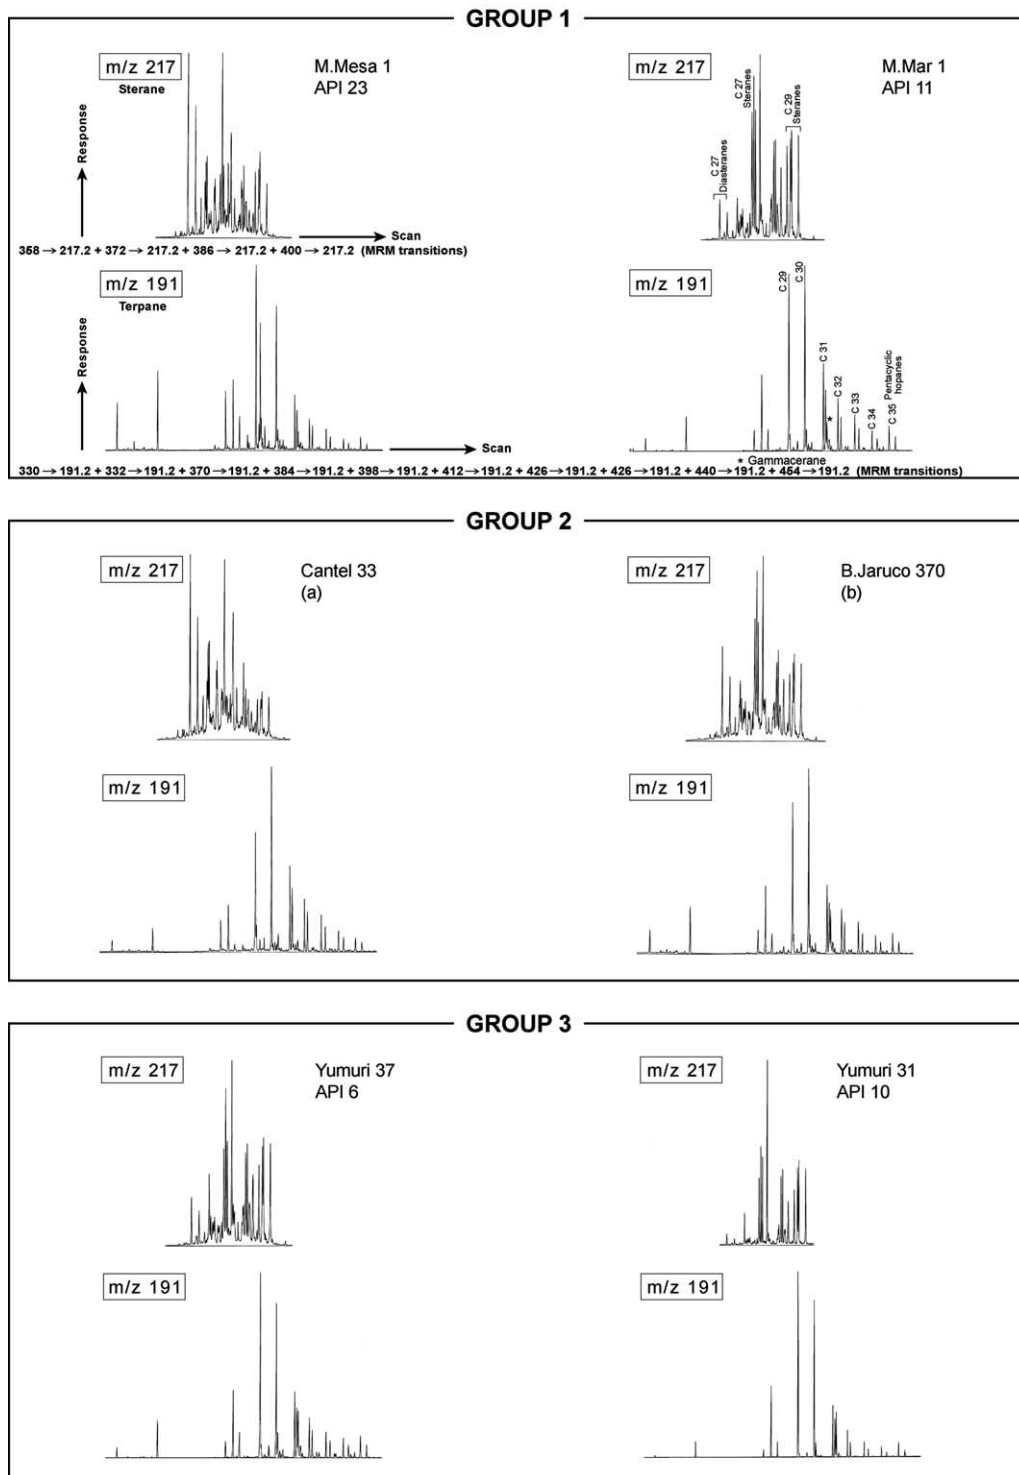 GROUP 1
m/z 217
Sterane
M.Mesa 1
API 23
Response
Scan
358 → 217.2 + 372 → 217.2 + 386 → 217.2 + 400 → 217.2 (MRM transitions)
m/z 191
Terpane
Response
Scan
m/z 217
M.Mar 1
API 11
C 27
Diasteranes
C 27
Steranes
C 29
Steranes
m/z 191
C 29
C 30
C 31
*
C 32
C 33
C 34
C 35
Pentacyclic
hopanes
* Gammacerane
330 → 191.2 + 332 → 191.2 + 370 → 191.2 + 384 → 191.2 + 398 → 191.2 + 412 → 191.2 + 426 → 191.2 + 426 → 191.2 + 440 → 191.2 + 454 → 191.2 (MRM transitions)
GROUP 2
m/z 217
Cantel 33
(a)
m/z 191
m/z 217
B.Jaruco 370
(b)
m/z 191
GROUP 3
m/z 217
Yumuri 37
API 6
m/z 191
m/z 217
Yumuri 31
API 10
m/z 191